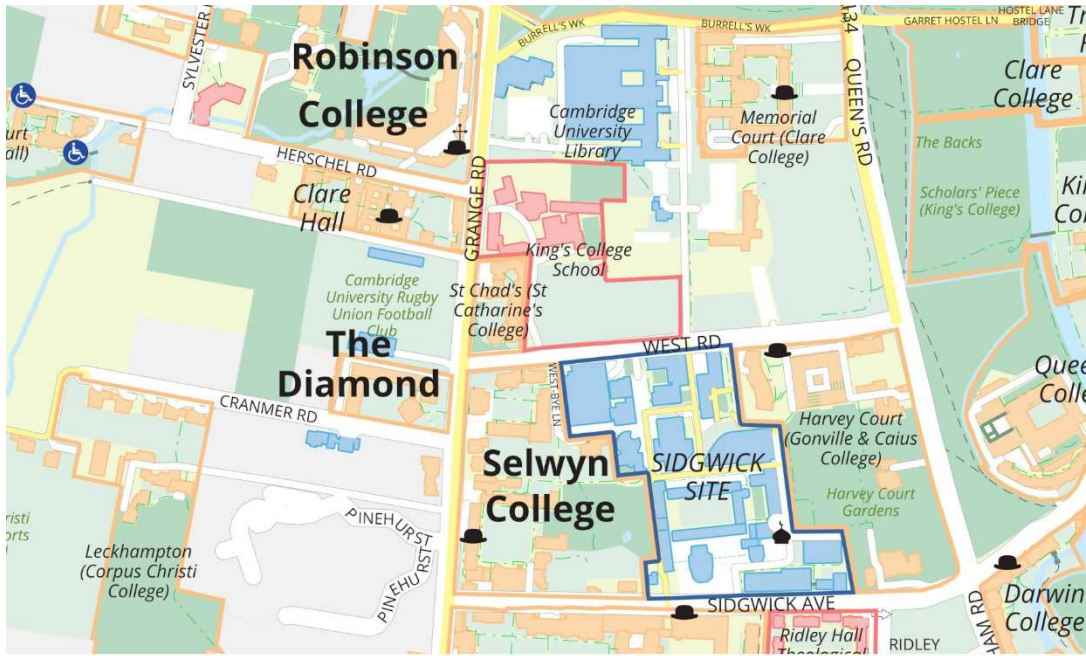 HOSTEL LANE
BRIDGE
GARRET HOSTEL LN
BURRELL'S WK
BURRELL'S WK
134
QUEEN'S RD
SYLVESTER
Robinson
College
Cambridge
University
Library
Memorial
Court (Clare
College)
Clare
College
The Backs
Scholars' Piece
(King's College)
HERSCHEL RD
Clare
Hall
GRANGE RD
King's College
School
Cambridge
University Rugby
Union Football
Club
St Chad's (St
Catharine's
College)
The
Diamond
WEST RD
WEST-BYE LN
CRANMER RD
Harvey Court
(Gonville & Caius
College)
Selwyn
College
SIDGWICK
SITE
Harvey Court
Gardens
PINEHURST
PINEHURST
Leckhampton
(Corpus Christi
College)
SIDGWICK AVE
Darwin
College
Ridley Hall
Theological
RIDLEY